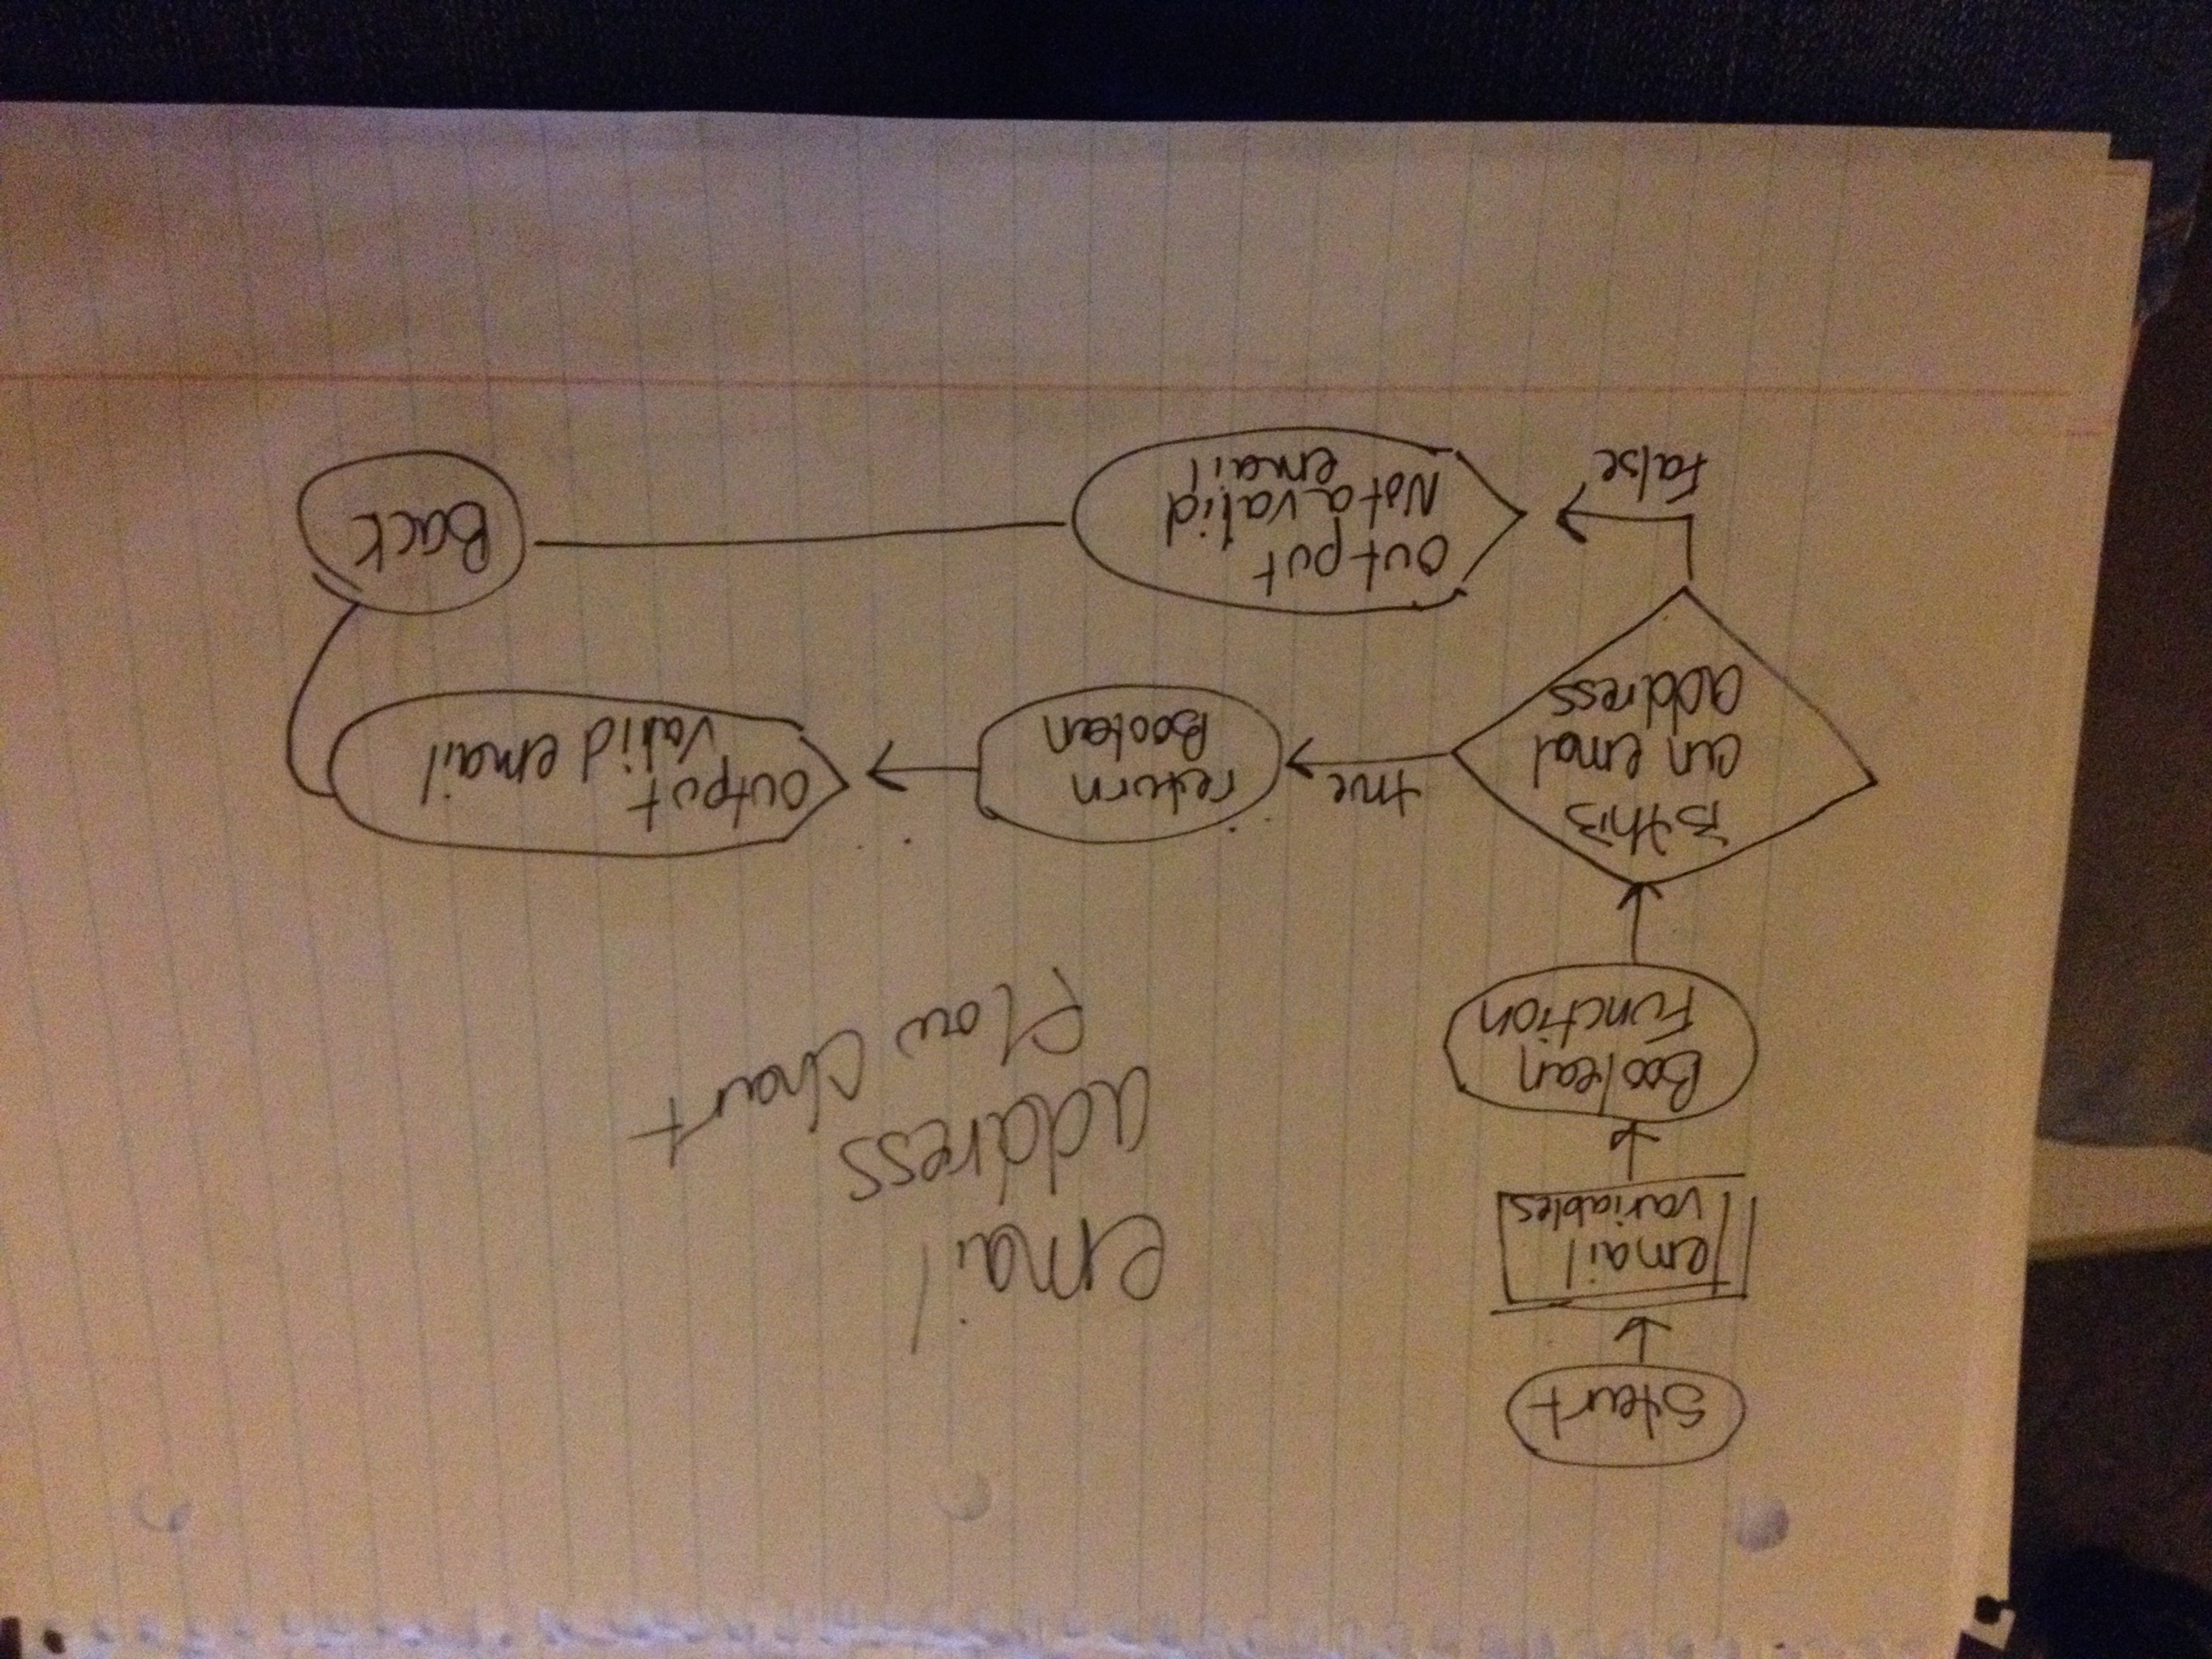 email
address
Flow Chart
Start
email
variables
Boolean
Function
is this
an email
address
true
return
Boolean
output
valid email
False
output
Not a valid
email
Back